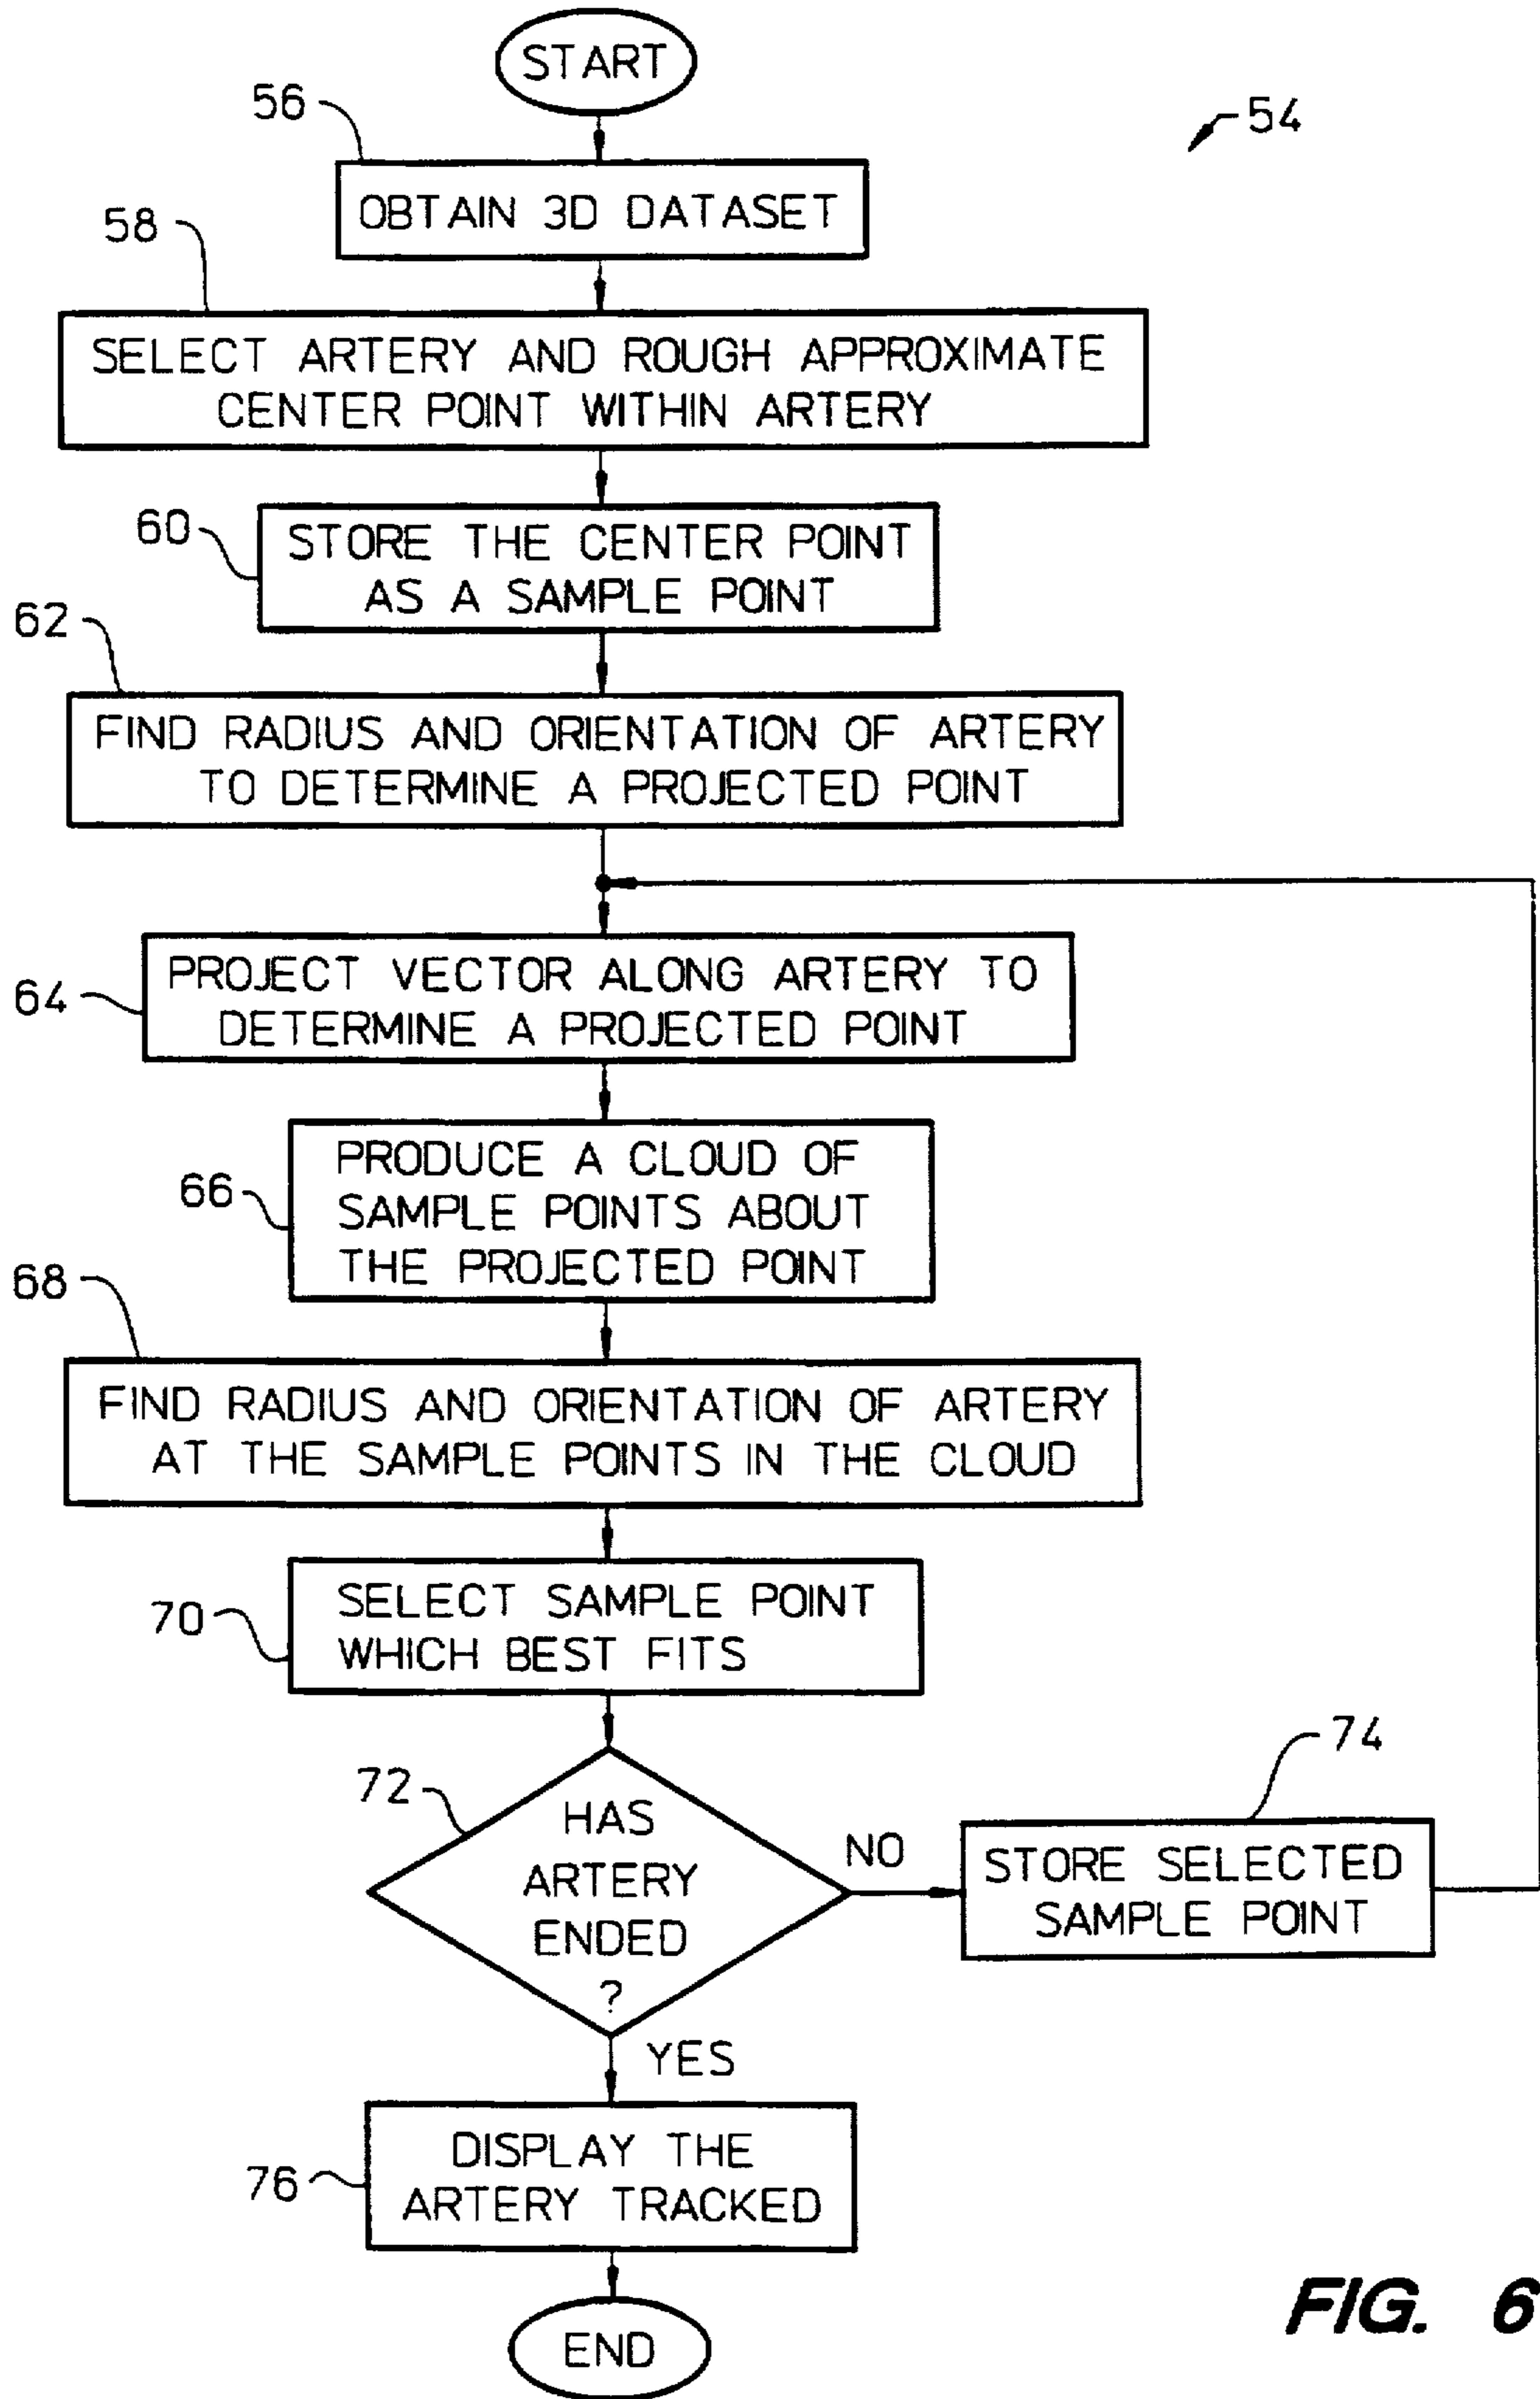 START
56
54
OBTAIN 3D DATASET
58
SELECT ARTERY AND ROUGH APPROXIMATE
CENTER POINT WITHIN ARTERY
60
STORE THE CENTER POINT
AS A SAMPLE POINT
62
FIND RADIUS AND ORIENTATION OF ARTERY
TO DETERMINE A PROJECTED POINT
64
PROJECT VECTOR ALONG ARTERY TO
DETERMINE A PROJECTED POINT
66
PRODUCE A CLOUD OF
SAMPLE POINTS ABOUT
THE PROJECTED POINT
68
FIND RADIUS AND ORIENTATION OF ARTERY
AT THE SAMPLE POINTS IN THE CLOUD
70
SELECT SAMPLE POINT
WHICH BEST FITS
72
HAS
ARTERY
ENDED
?
NO
74
STORE SELECTED
SAMPLE POINT
YES
76
DISPLAY THE
ARTERY TRACKED
END
FIG. 6